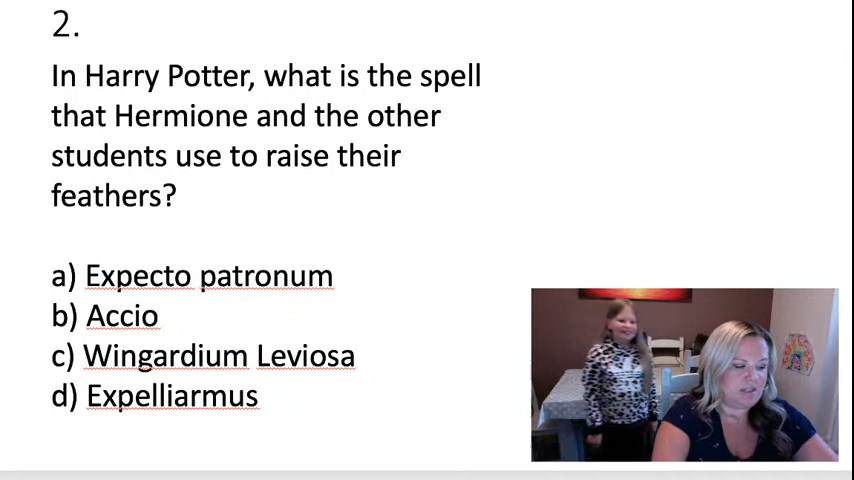 2.
In Harry Potter, what is the spell
that Hermione and the other
students use to raise their
feathers?
a) Expecto patronum
b) Accio
c) Wingardium Leviosa
d) Expelliarmus